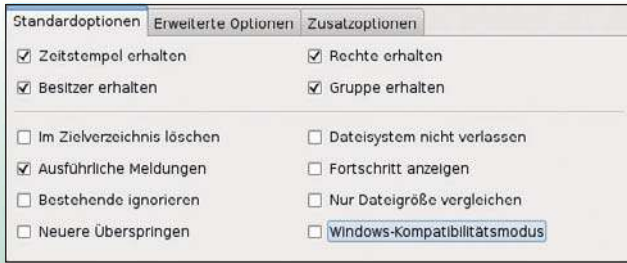 Standardoptionen Erweiterte Optionen Zusatzoptionen
Zeitstempel erhalten Rechte erhalten
Besitzer erhalten Gruppe erhalten
Im Zielverzeichnis löschen Dateisystem nicht verlassen
Ausführliche Meldungen Fortschritt anzeigen
Bestehende ignorieren Nur Dateigröße vergleichen
Neuere Überspringen Windows-Kompatibilitätsmodus